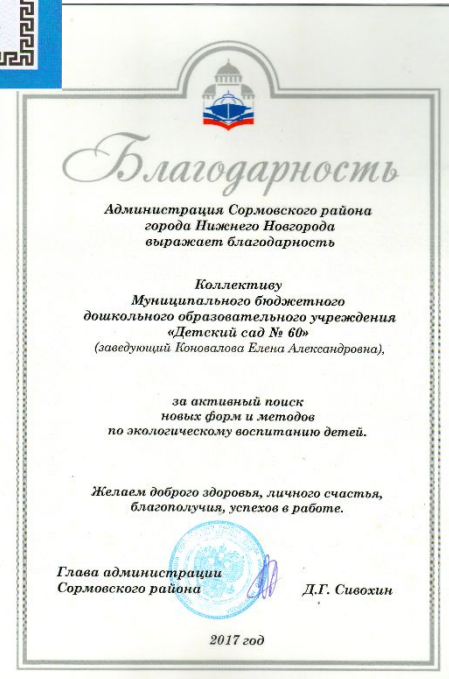 Благодарность
Администрация Сормовского района
города Нижнего Новгорода
выражает благодарность
Коллективу
Муниципального бюджетного
дошкольного образовательного учреждения
«Детский сад № 60»
(заведующий Коновалова Елена Александровна),
за активный поиск
новых форм и методов
по экологическому воспитанию детей.
Желаем доброго здоровья, личного счастья,
благополучия, успехов в работе.
Глава администрации
Сормовского района
Д.Г. Сивохин
2017 год